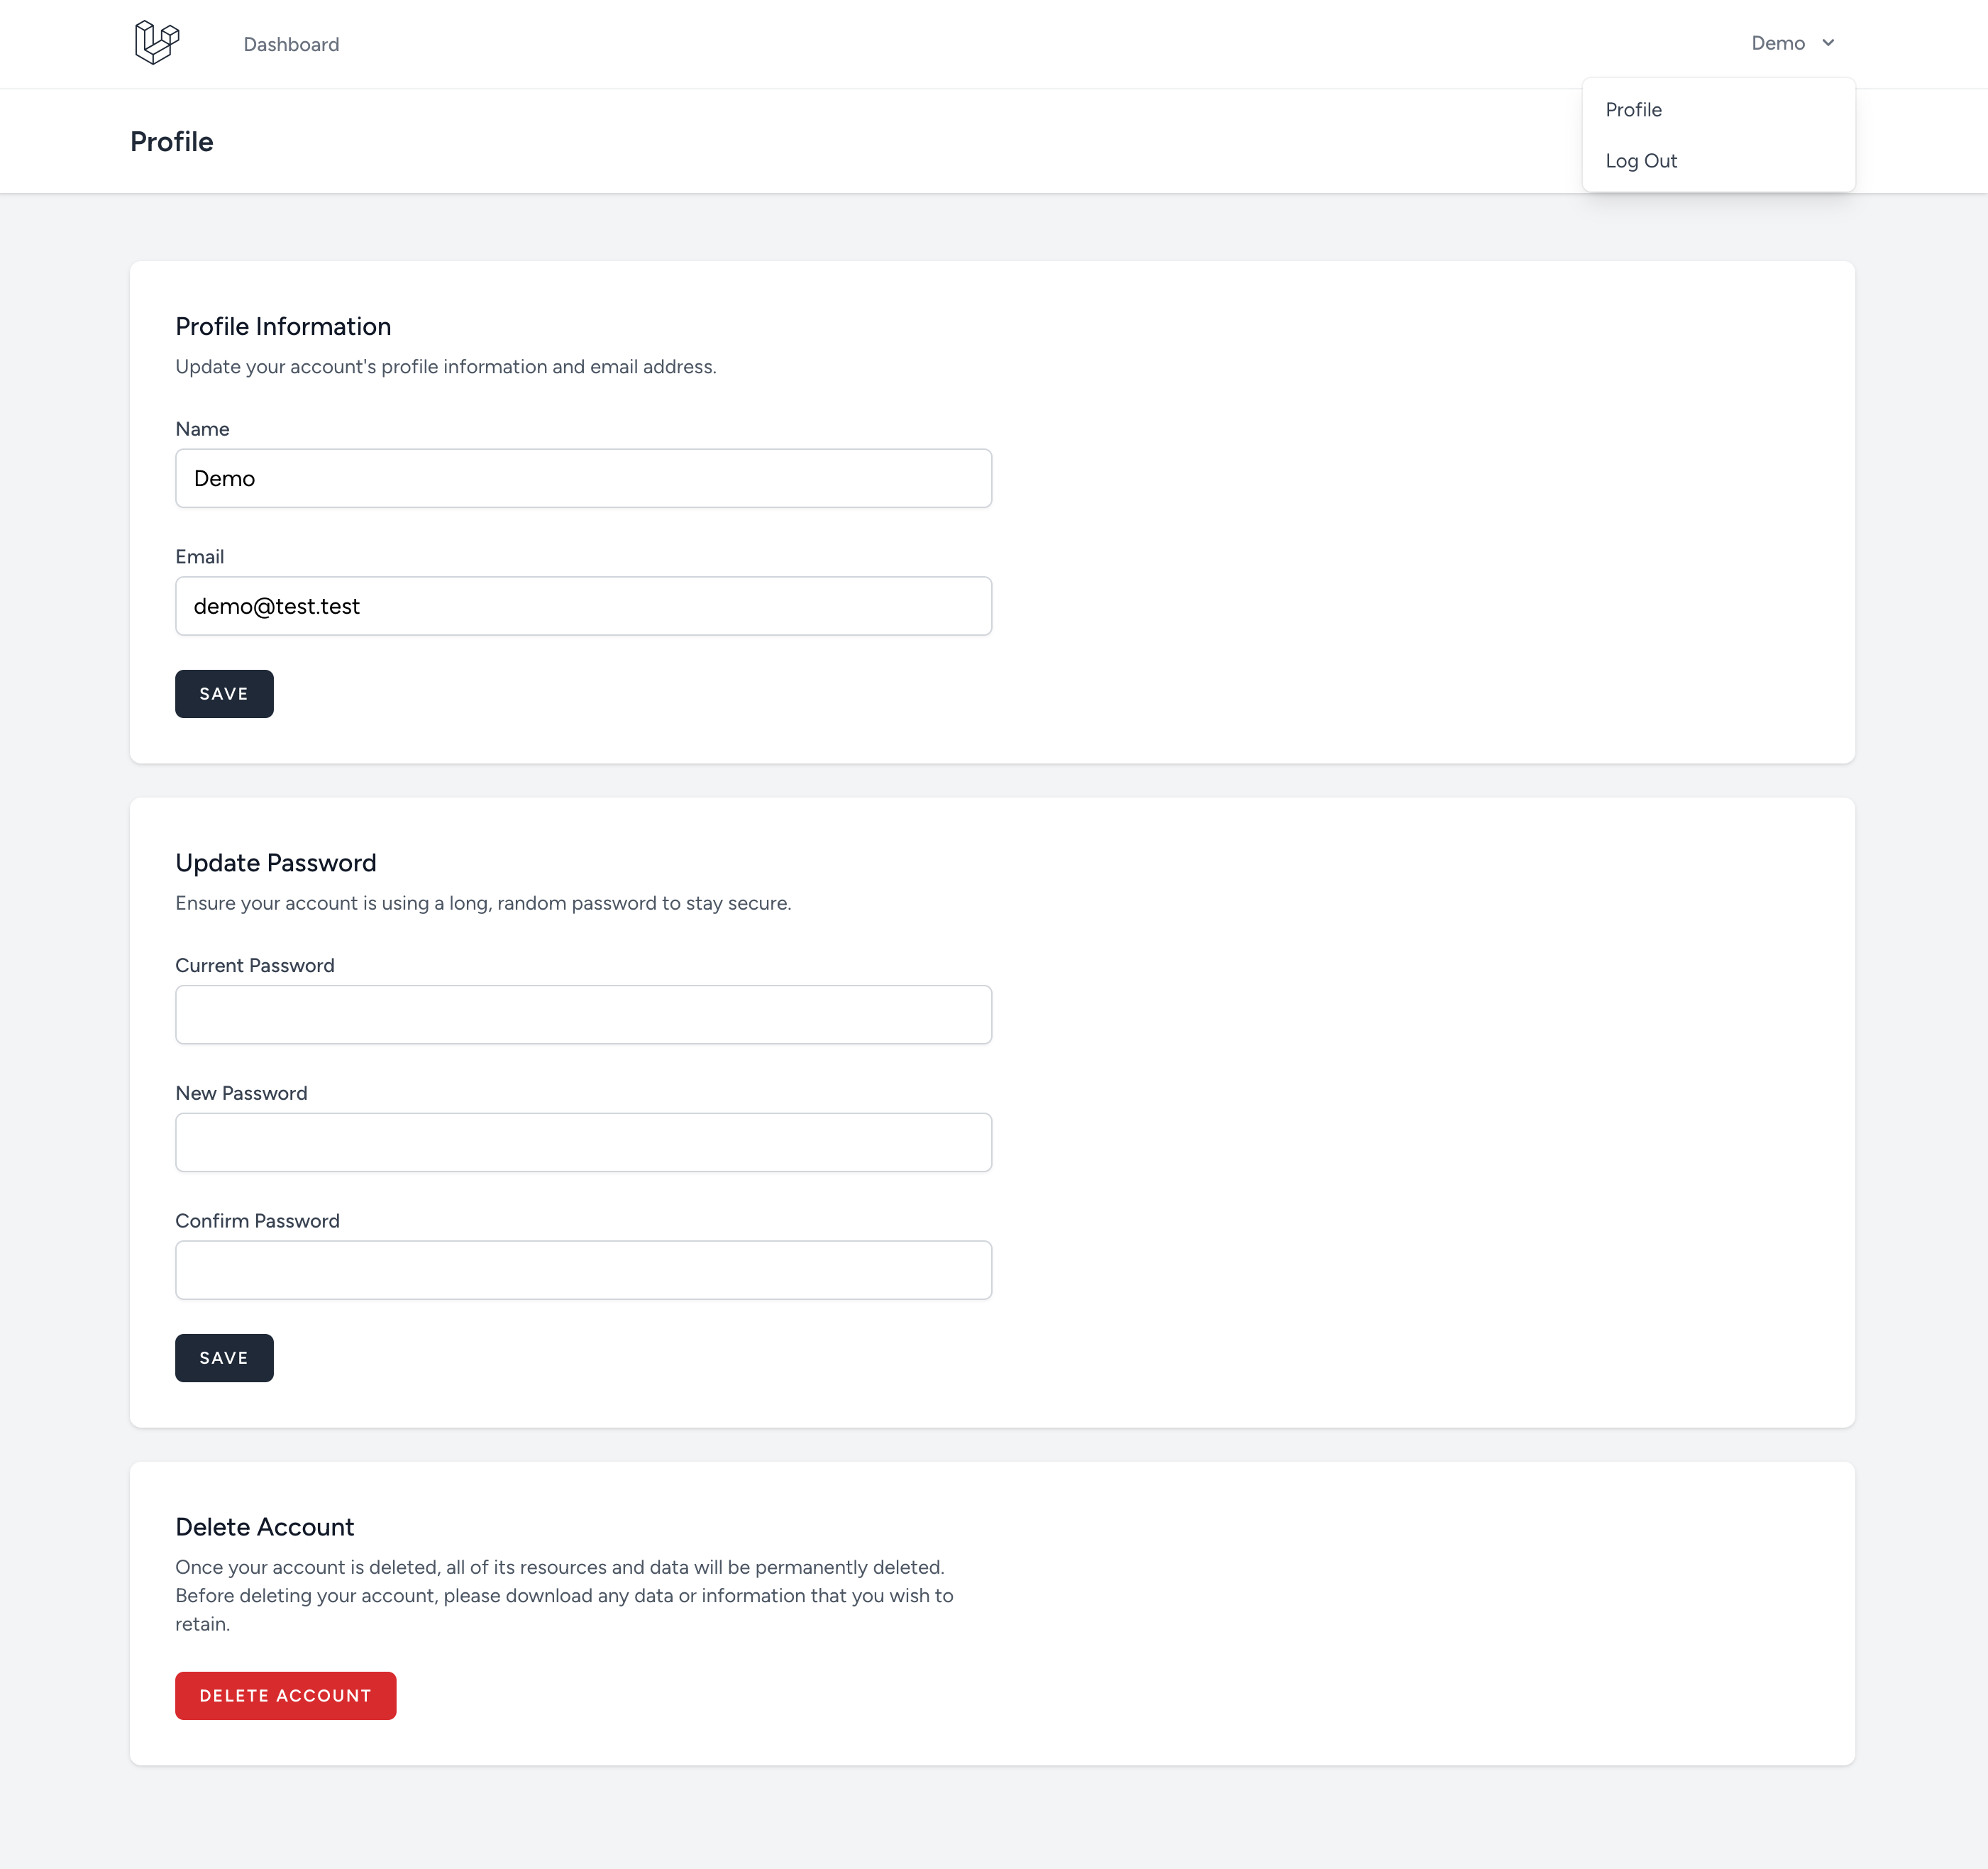 Dashboard
Demo
Profile
Log Out
Profile
Profile Information
Update your account's profile information and email address.
Name
Demo
Email
demo@test.test
SAVE
Update Password
Ensure your account is using a long, random password to stay secure.
Current Password
New Password
Confirm Password
SAVE
Delete Account
Once your account is deleted, all of its resources and data will be permanently deleted.
Before deleting your account, please download any data or information that you wish to
retain.
DELETE ACCOUNT